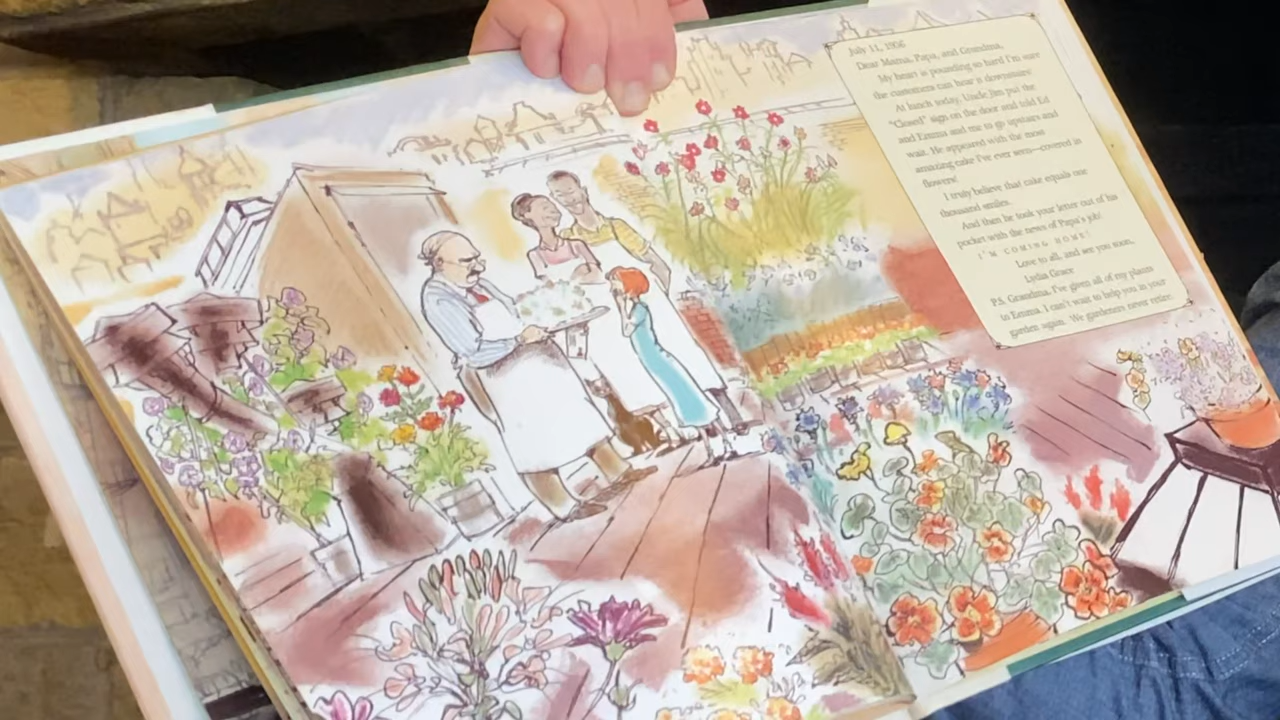 July 11, 1936
Dear Mama, Papa, and Grandma,
My heart is pounding so hard I'm sure
the customers can hear it downstairs!
At lunch today, Uncle Jim put the
"Closed" sign on the door and told Ed
and Emma and me to go upstairs and
wait. He appeared with the most
amazing cake I've ever seen—covered in
flowers!
I truly believe that cake equals one
thousand smiles.
And then he took your letter out of his
pocket with the news of Papa's job!
I'M COMING HOME!
Love to all, and see you soon,
Lydia Grace
P.S. Grandma, I've given all of my plants
to Emma. I can't wait to help you in your
garden again. We gardeners never retire.